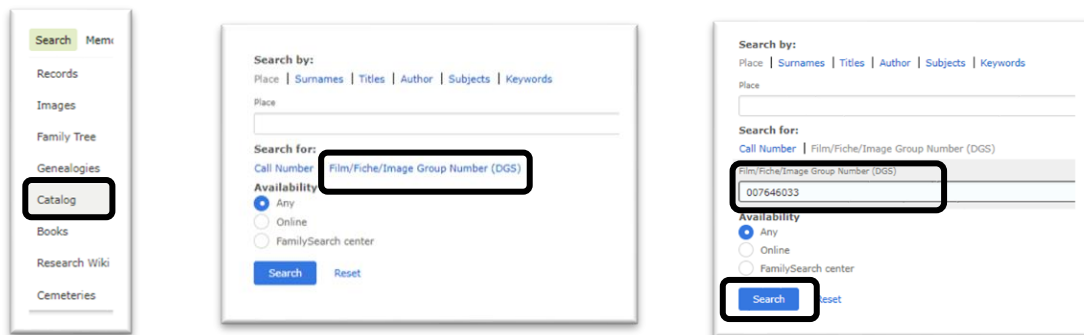 Search Mem
Records
Images
Family Tree
Genealogies
Catalog
Books
Research Wiki
Cemeteries
Search by:
Place | Surnames | Titles | Author | Subjects | Keywords
Place
Search for:
Call Number Film/Fiche/Image Group Number (DGS)
Availability
Any
Online
FamilySearch center
Search Reset
Search by:
Place | Surnames | Titles | Author | Subjects | Keywords
Place
Search for:
Call Number | Film/Fiche/Image Group Number (DGS)
Film/Fiche/Image Group Number (DGS)
007646033
Availability
Any
Online
FamilySearch center
Search eset